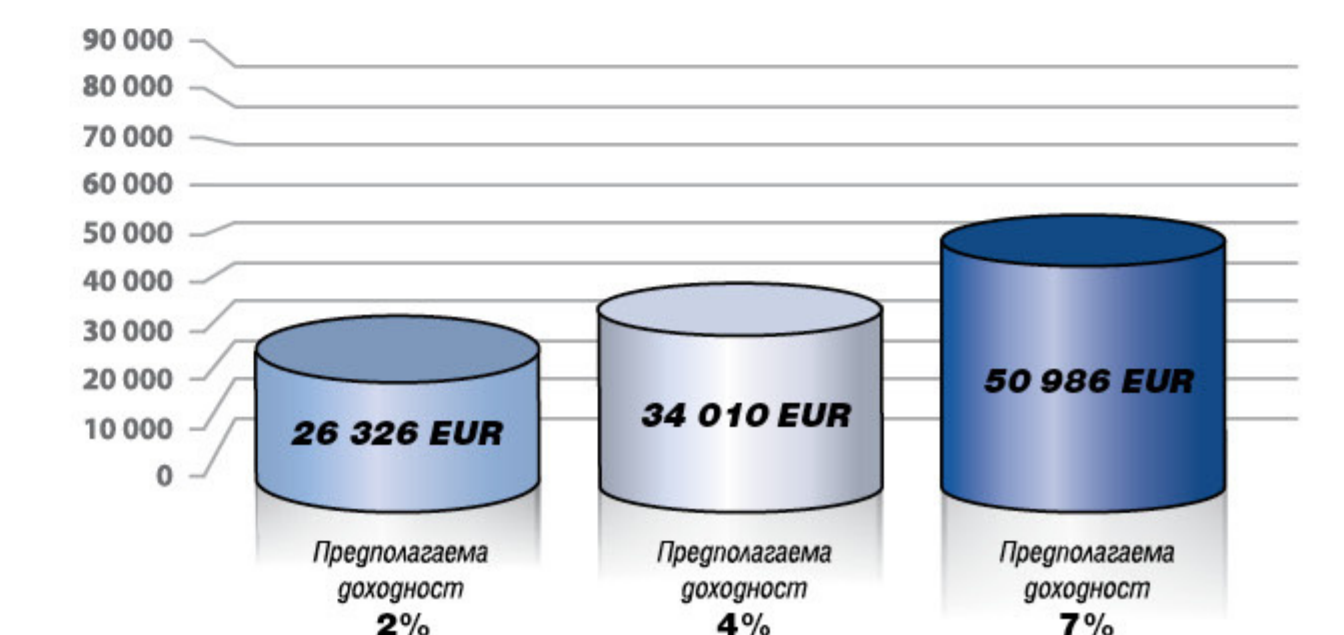 90 000
80 000
70 000
60 000
50 000
40 000
30 000
20 000
10 000
0
26 326 EUR
34 010 EUR
50 986 EUR
Предполагаема
доходност
2%
Предполагаема
доходност
4%
Предполагаема
доходност
7%